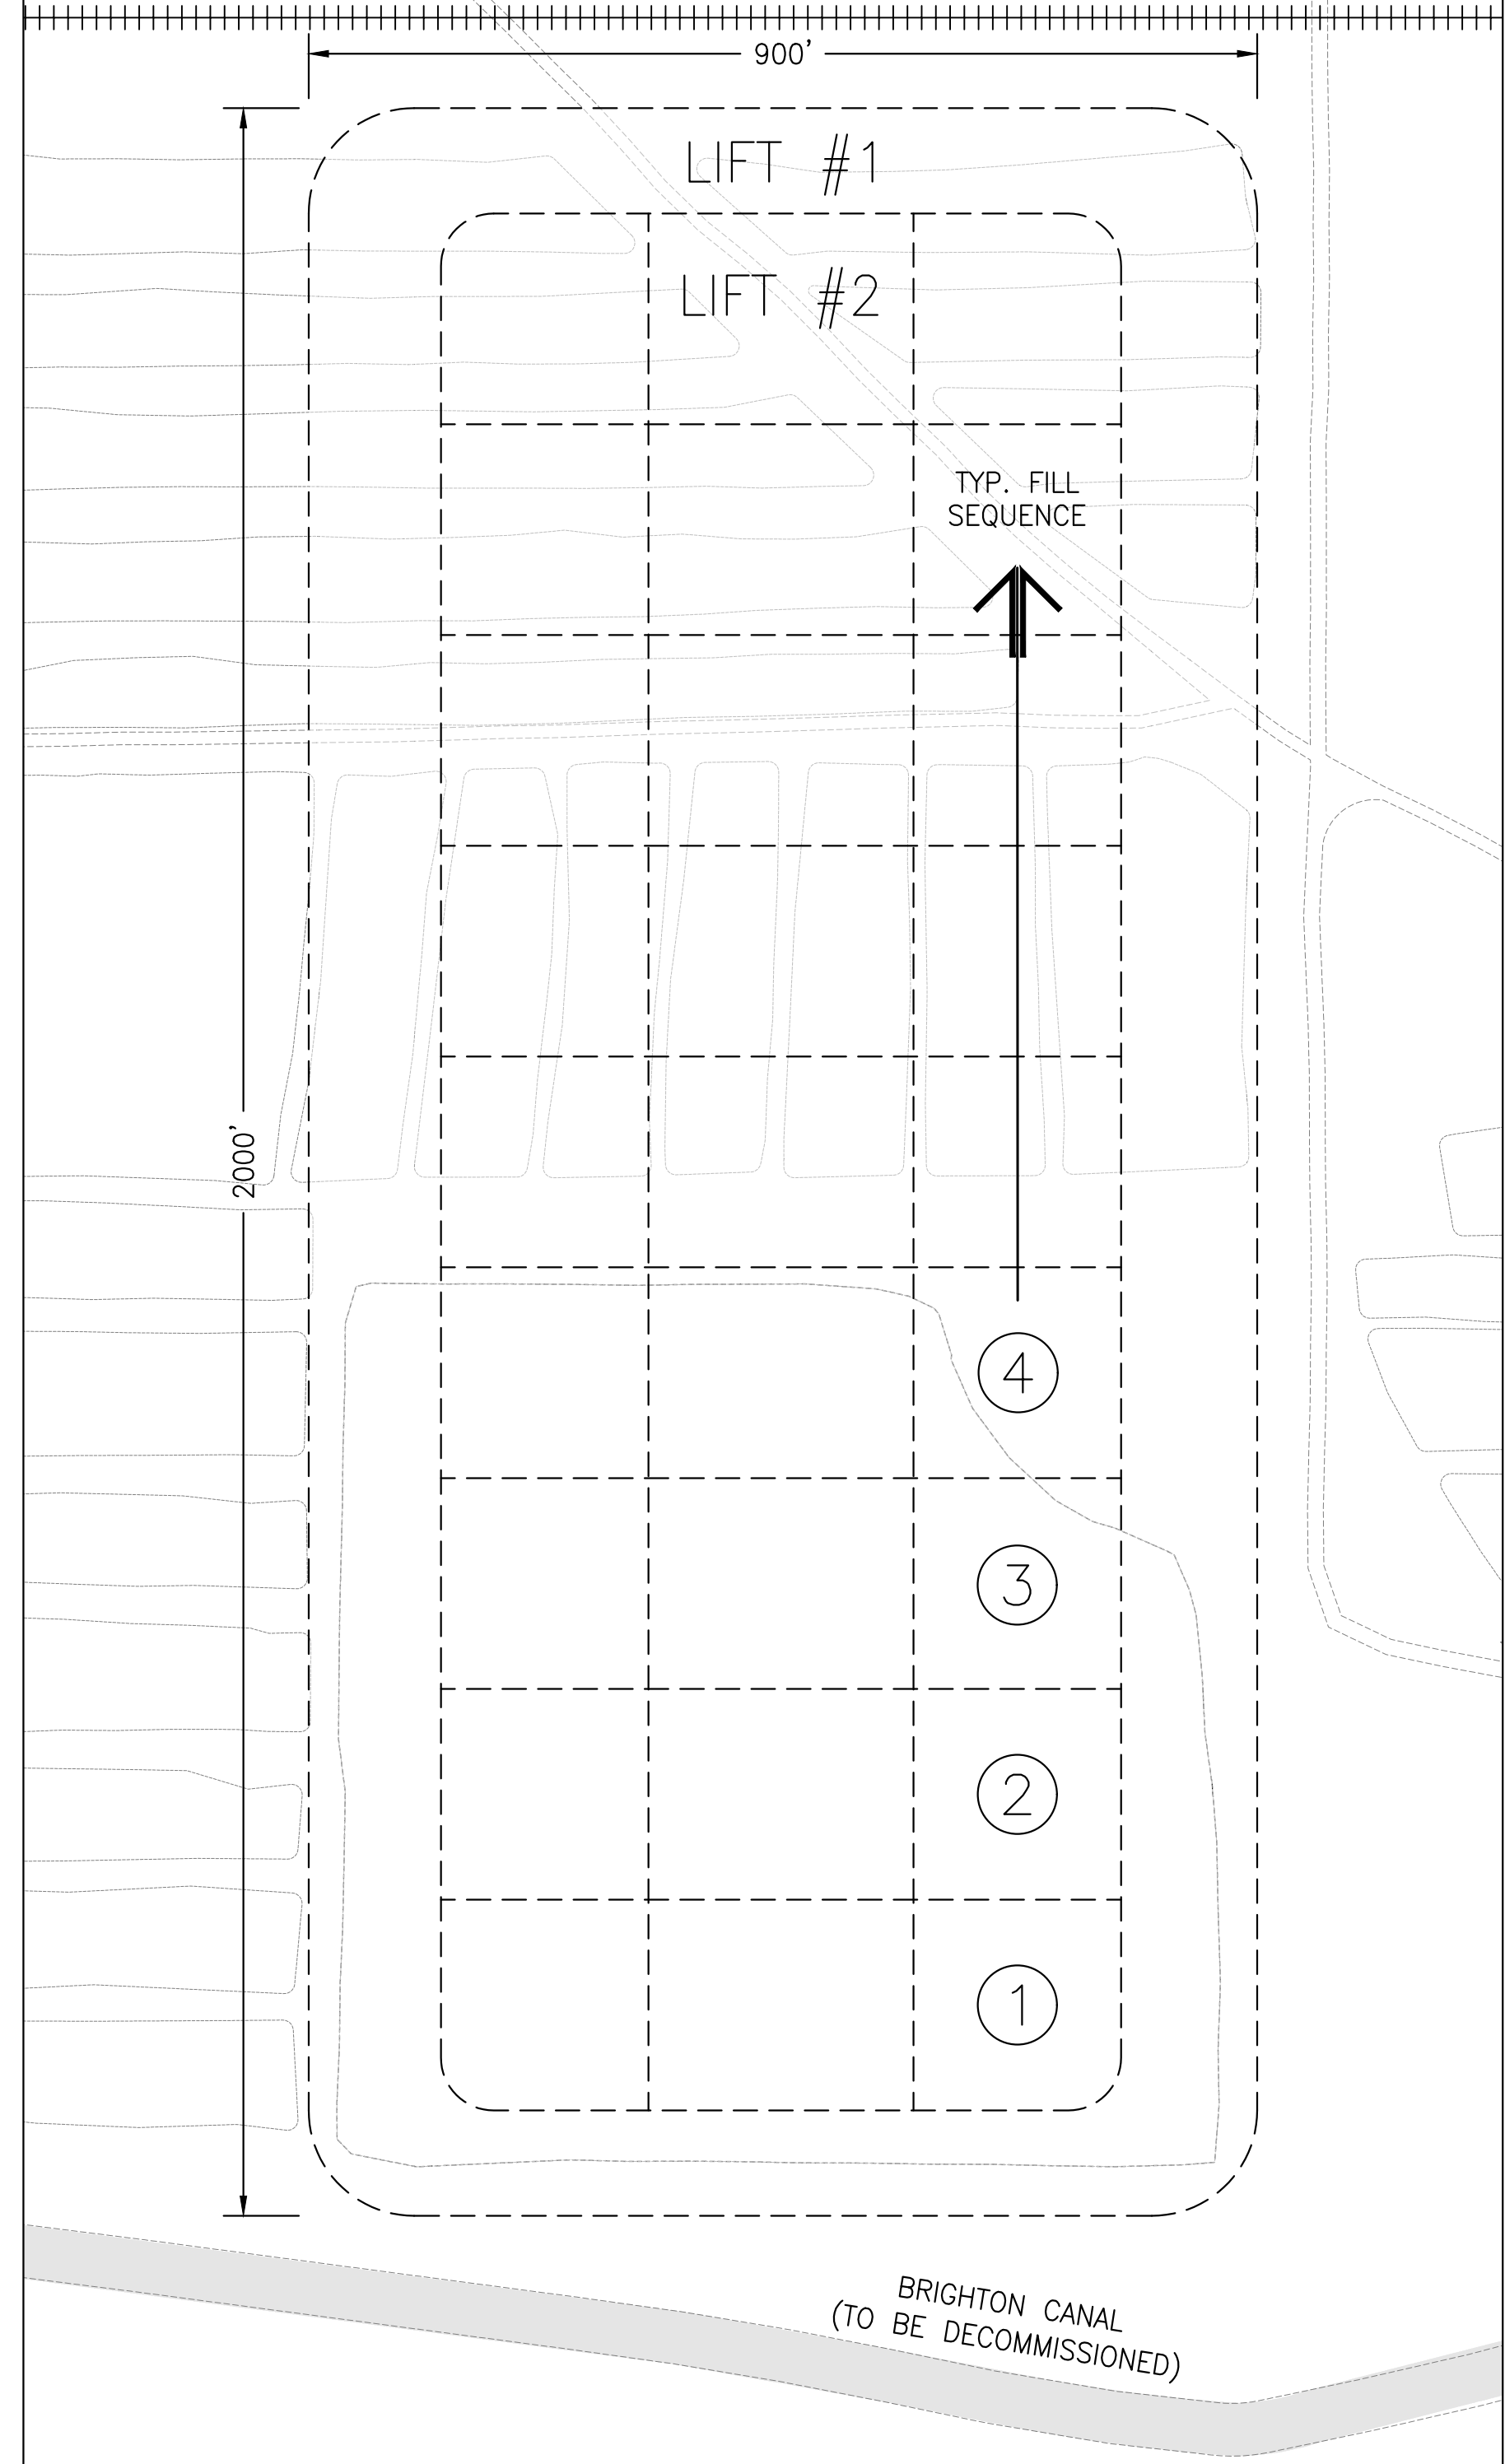 900'
LIFT #1
LIFT #2
TYP. FILL
SEQUENCE
2000'
4
3
2
1
BRIGHTON CANAL
(TO BE DECOMMISSIONED)